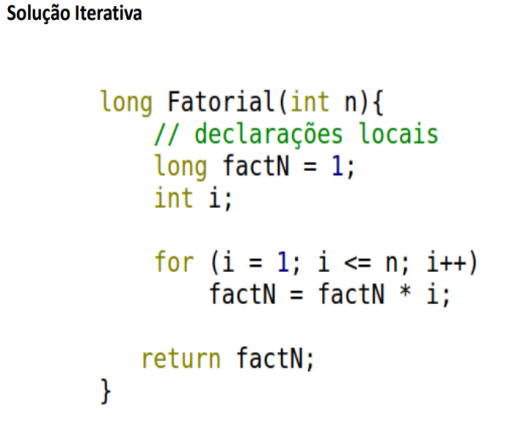 Solução Iterativa
long Fatorial(int n){
// declarações locais
long factN = 1;
int i;
for (i = 1; i <= n; i++)
factN = factN * i;
return factN;
}